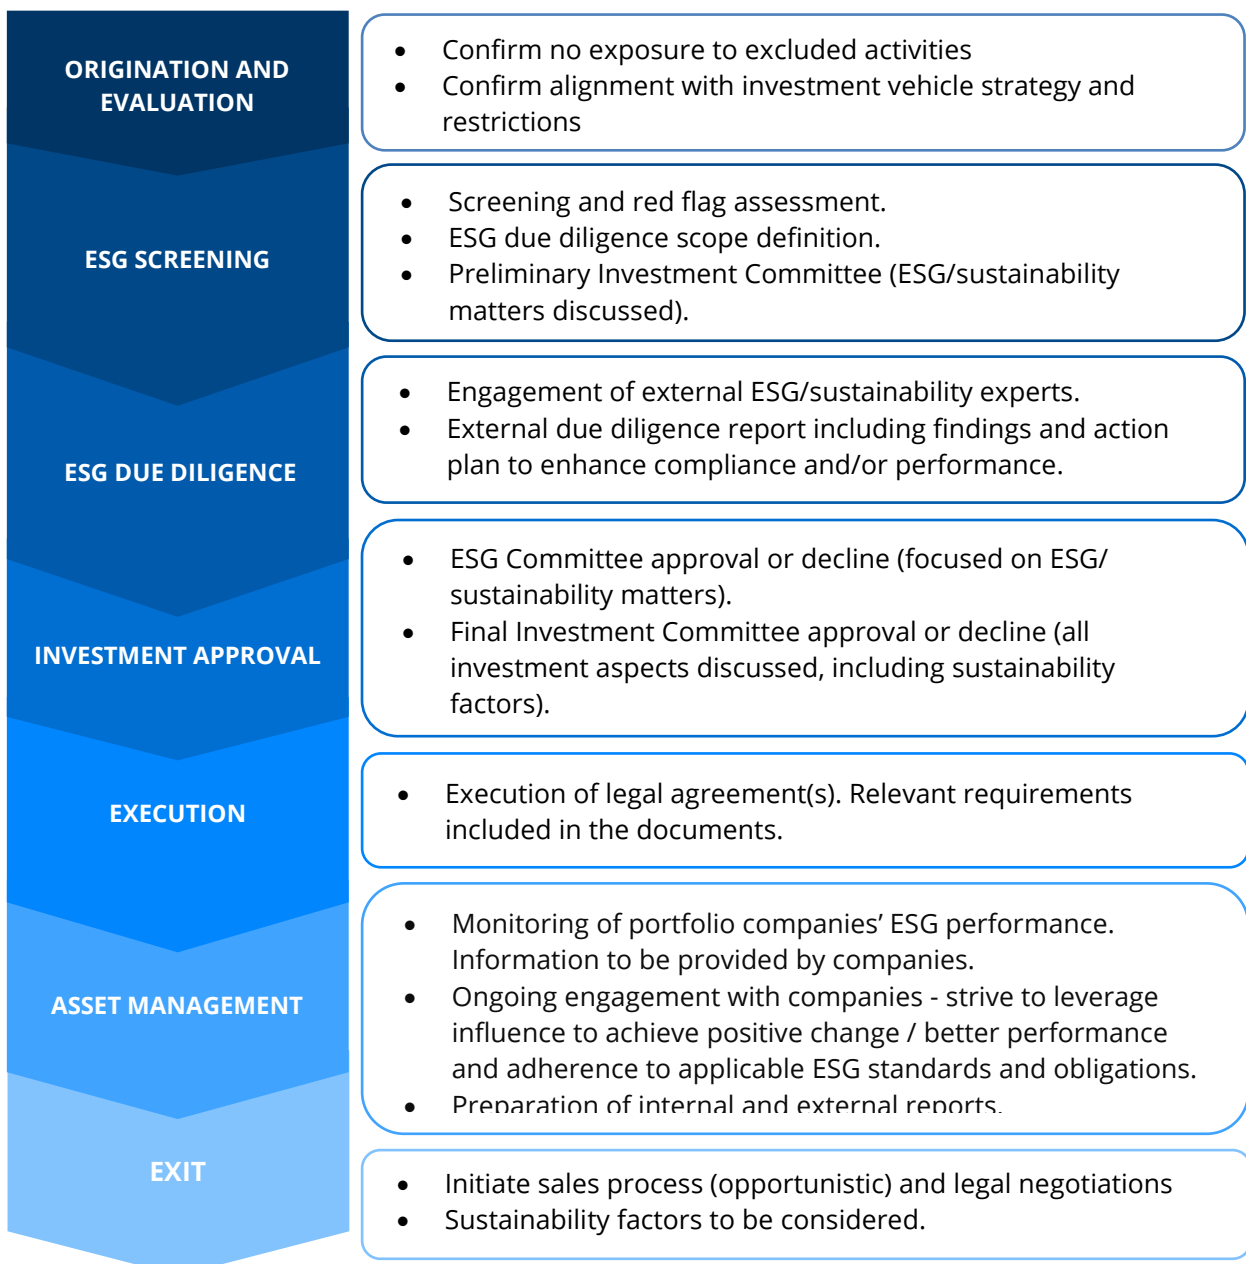 ORIGINATION AND
EVALUATION
• Confirm no exposure to excluded activities
• Confirm alignment with investment vehicle strategy and
restrictions
ESG SCREENING
• Screening and red flag assessment.
• ESG due diligence scope definition.
• Preliminary Investment Committee (ESG/sustainability
matters discussed).
ESG DUE DILIGENCE
• Engagement of external ESG/sustainability experts.
• External due diligence report including findings and action
plan to enhance compliance and/or performance.
INVESTMENT APPROVAL
• ESG Committee approval or decline (focused on ESG/
sustainability matters).
• Final Investment Committee approval or decline (all
investment aspects discussed, including sustainability
factors).
EXECUTION
• Execution of legal agreement(s). Relevant requirements
included in the documents.
ASSET MANAGEMENT
• Monitoring of portfolio companies’ ESG performance.
Information to be provided by companies.
• Ongoing engagement with companies - strive to leverage
influence to achieve positive change / better performance
and adherence to applicable ESG standards and obligations.
• Preparation of internal and external reports.
EXIT
• Initiate sales process (opportunistic) and legal negotiations
• Sustainability factors to be considered.